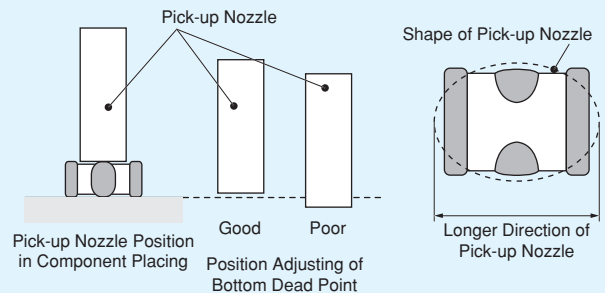 Pick-up Nozzle
Shape of Pick-up Nozzle
Good
Poor
Pick-up Nozzle Position
in Component Placing
Position Adjusting of
Bottom Dead Point
Longer Direction of
Pick-up Nozzle